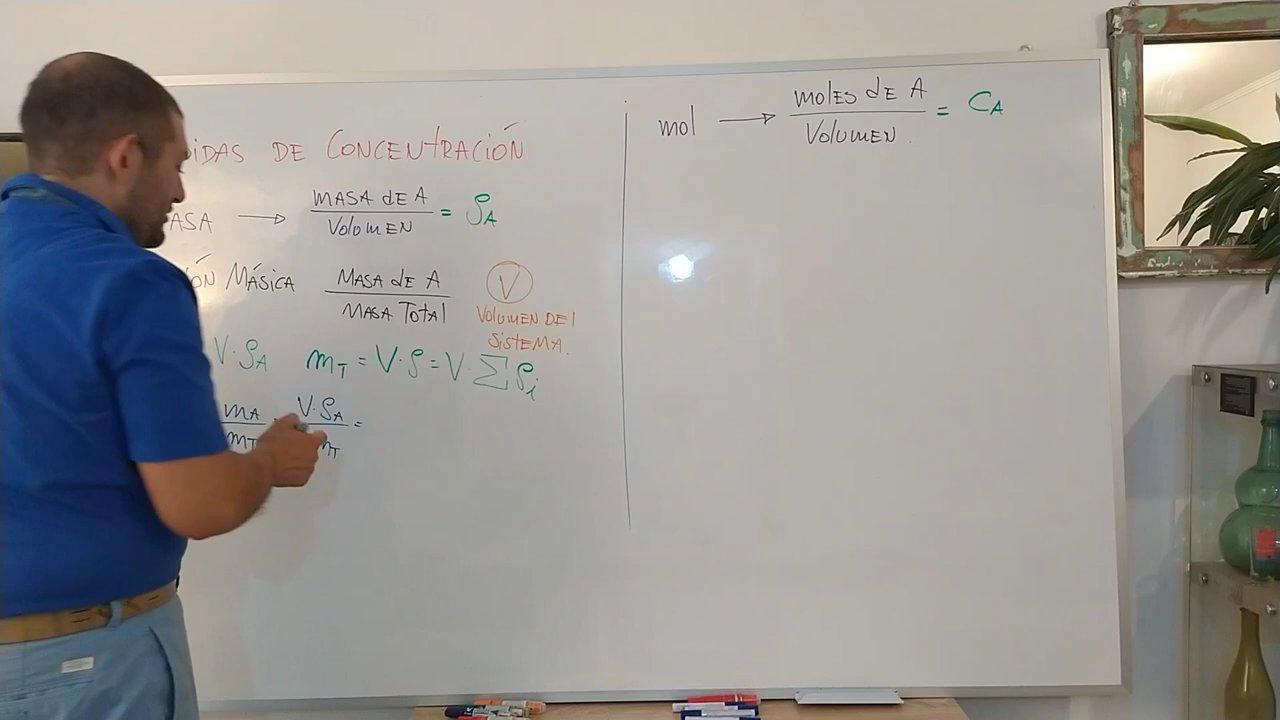 IDAS DE CONCENTRACIÓN
ASA → MASA DE A / VOLUMEN = ρA
ÓN MÁSICA MASA DE A / MASA TOTAL
V
VOLUMEN DEL
SISTEMA.
V·ρA mT = V·ρ = V·∑ρi
mA / mT = V·ρA / mT =
mol → MOLES DE A / VOLUMEN = CA